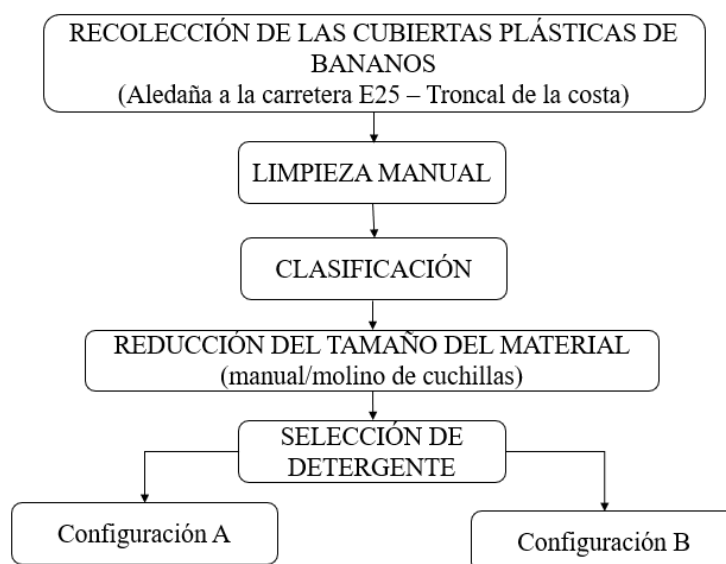 RECOLECCIÓN DE LAS CUBIERTAS PLÁSTICAS DE
BANANOS
(Aledaña a la carretera E25 – Troncal de la costa)
LIMPIEZA MANUAL
CLASIFICACIÓN
REDUCCIÓN DEL TAMAÑO DEL MATERIAL
(manual/molino de cuchillas)
SELECCIÓN DE
DETERGENTE
Configuración A
Configuración B